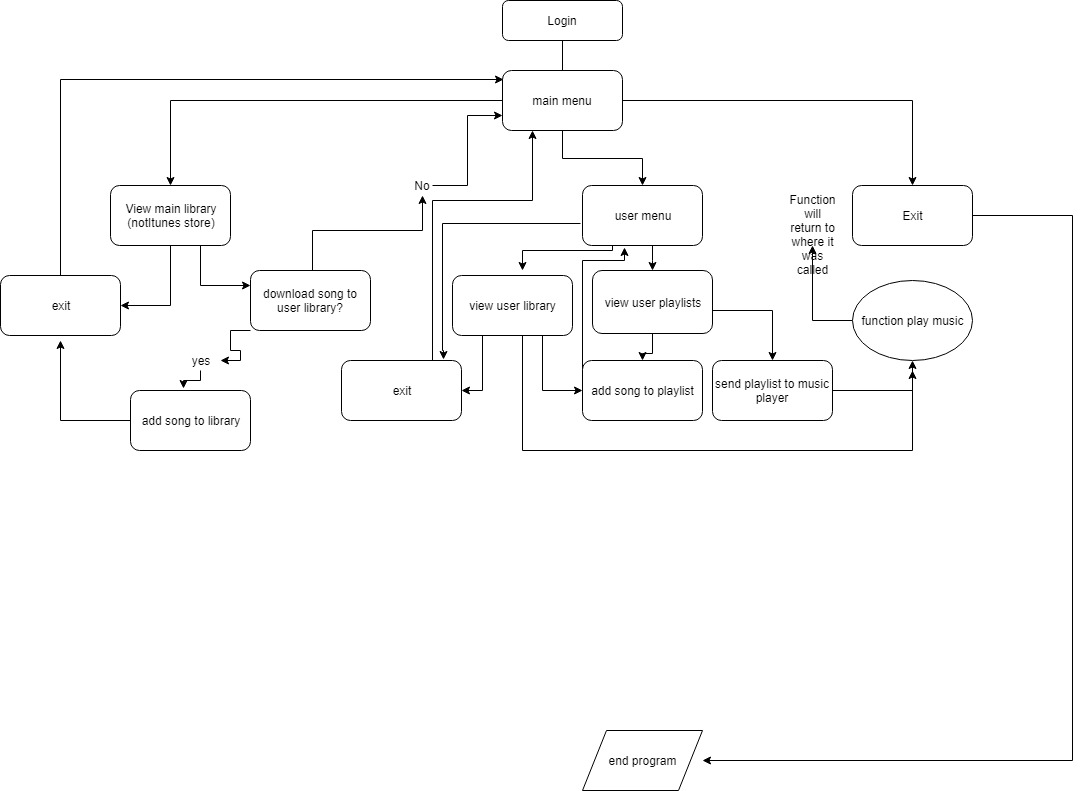 Login
main menu
No
View main library
(notItunes store)
user menu
Function
will
return to
where it
was
called
Exit
exit
download song to
user library?
view user library
view user playlists
function play music
yes
exit
add song to playlist
send playlist to music
player
add song to library
end program